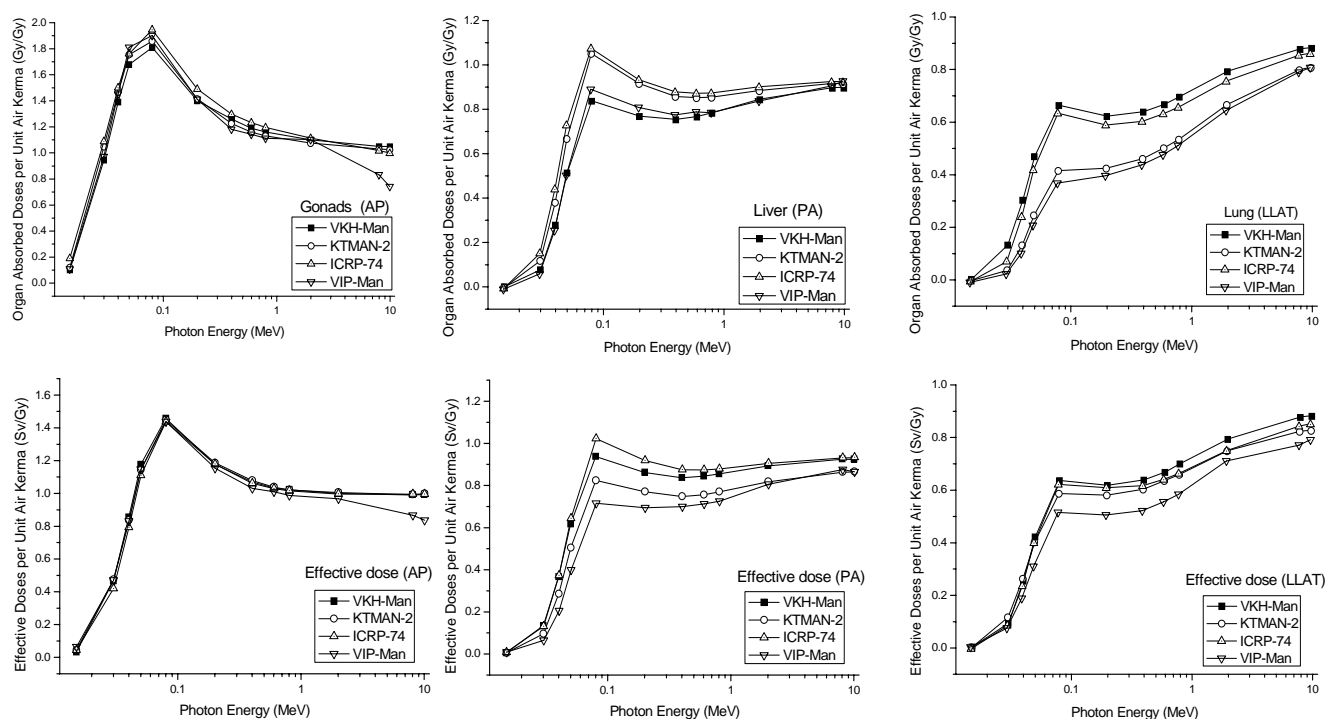 Organ Absorbed Doses per Unit Air Kerma (Gy/Gy)
2.0
1.8
1.6
1.4
1.2
1.0
0.8
0.6
0.4
0.2
0.0
Gonads (AP)
VKH-Man
KTMAN-2
ICRP-74
VIP-Man
0.1
1
10
Photon Energy (MeV)
Organ Absorbed Doses per Unit Air Kerma (Gy/Gy)
1.2
1.0
0.8
0.6
0.4
0.2
0.0
Liver (PA)
VKH-Man
KTMAN-2
ICRP-74
VIP-Man
0.1
1
10
Photon Energy (MeV)
Organ Absorbed Doses per Unit Air Kerma (Gy/Gy)
1.0
0.8
0.6
0.4
0.2
0.0
Lung (LLAT)
VKH-Man
KTMAN-2
ICRP-74
VIP-Man
0.1
1
10
Photon Energy (MeV)
Effective Doses per Unit Air Kerma (Sv/Gy)
1.6
1.4
1.2
1.0
0.8
0.6
0.4
0.2
0.0
Effective dose (AP)
VKH-Man
KTMAN-2
ICRP-74
VIP-Man
0.1
1
10
Photon Energy (MeV)
Effective Doses per Unit Air Kerma (Sv/Gy)
1.2
1.0
0.8
0.6
0.4
0.2
0.0
Effective dose (PA)
VKH-Man
KTMAN-2
ICRP-74
VIP-Man
0.1
1
10
Photon Energy (MeV)
Effective Doses per Unit Air Kerma (Sv/Gy)
1.0
0.8
0.6
0.4
0.2
0.0
Effective dose (LLAT)
VKH-Man
KTMAN-2
ICRP-74
VIP-Man
0.1
1
10
Photon Energy (MeV)